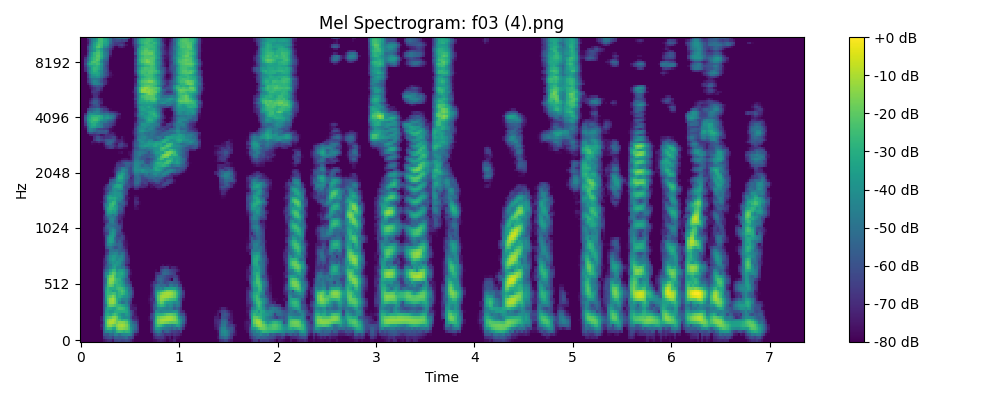 Mel Spectrogram: f03 (4).png
8192
4096
2048
1024
512
0
Hz
0 1 2 3 4 5 6 7
Time
+0 dB
-10 dB
-20 dB
-30 dB
-40 dB
-50 dB
-60 dB
-70 dB
-80 dB